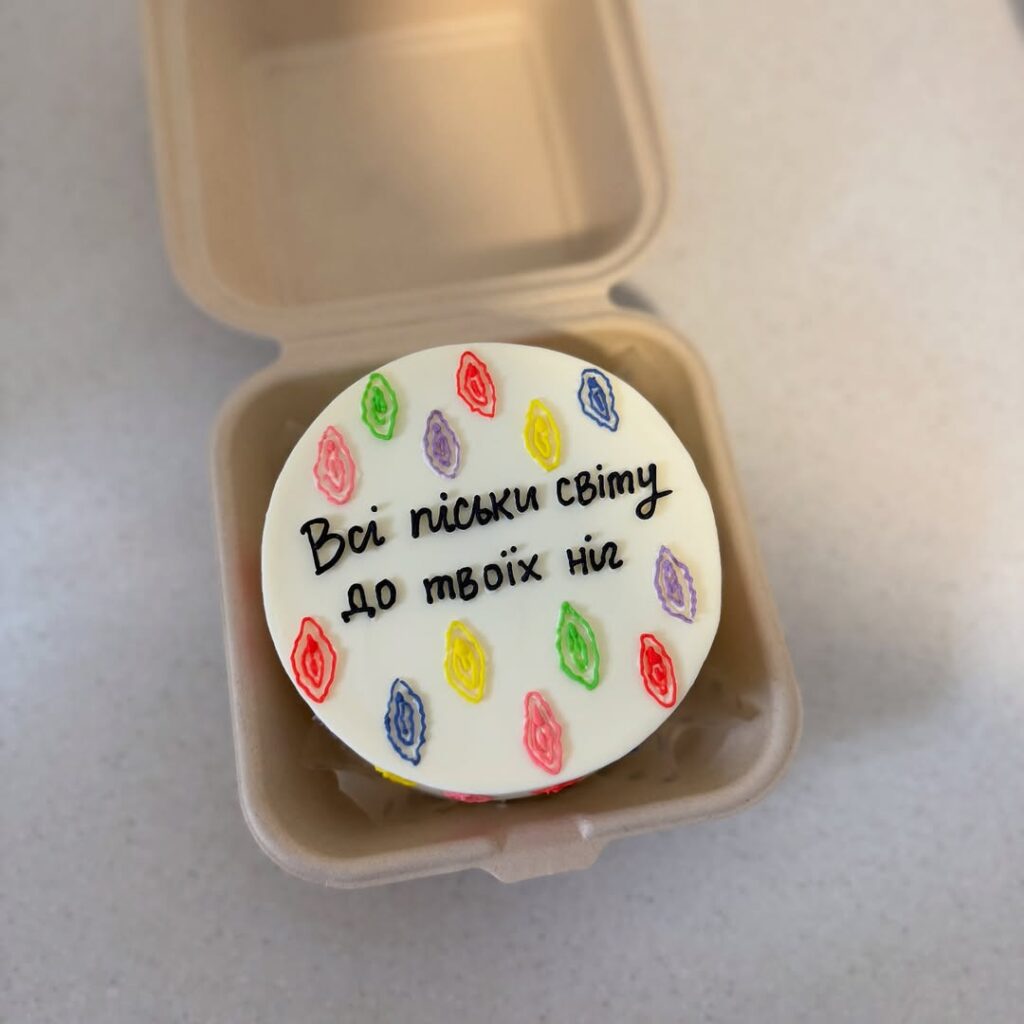 Всі піськи світу
до твоїх ніг